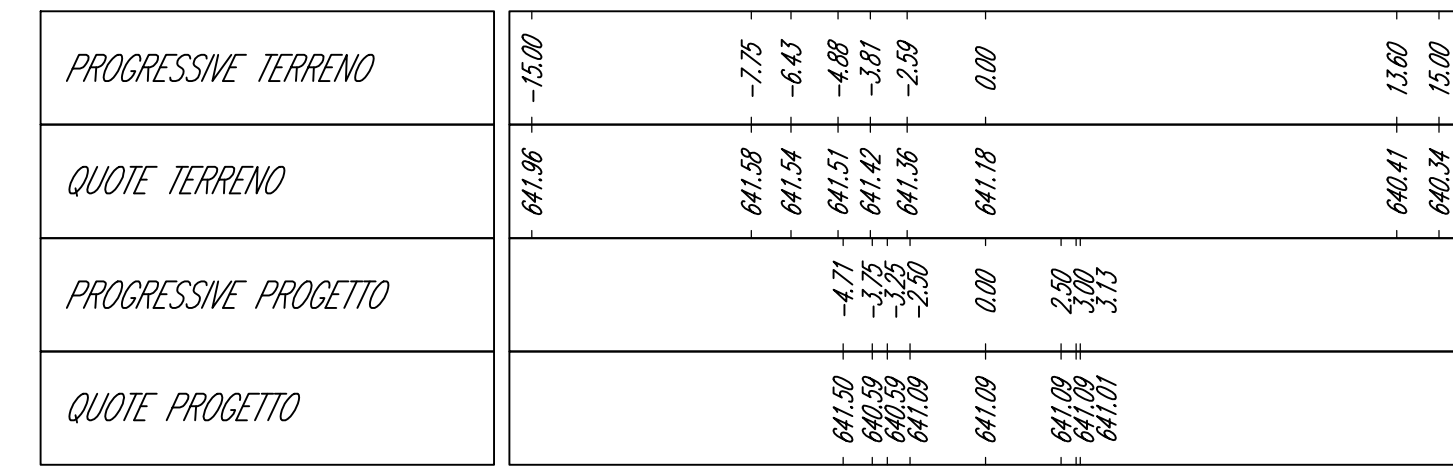 PROGRESSIVE TERRENO -15.00 -7.75 -6.43 -4.88 -3.81 -2.59 0.00 13.60 15.00
QUOTE TERRENO 641.96 641.58 641.54 641.51 641.42 641.36 641.18 640.41 640.34
PROGRESSIVE PROGETTO -4.71 -3.75 -3.25 -2.50 0.00 2.50 3.00 3.13
QUOTE PROGETTO 641.50 640.59 640.59 641.09 641.09 641.09 641.09 641.01